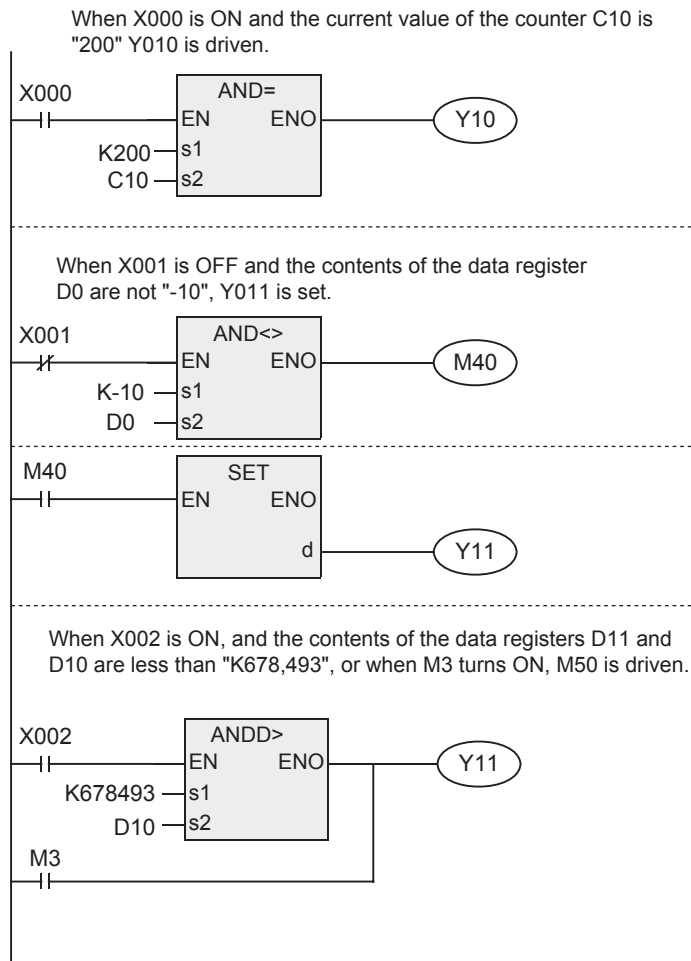 When X000 is ON and the current value of the counter C10 is
"200" Y010 is driven.
X000
AND=
EN ENO
Y10
K200 s1
C10 s2
When X001 is OFF and the contents of the data register
D0 are not "-10", Y011 is set.
X001
AND<>
EN ENO
M40
K-10 s1
D0 s2
M40
SET
EN ENO
d
Y11
When X002 is ON, and the contents of the data registers D11 and
D10 are less than "K678,493", or when M3 turns ON, M50 is driven.
X002
ANDD>
EN ENO
Y11
K678493 s1
D10 s2
M3